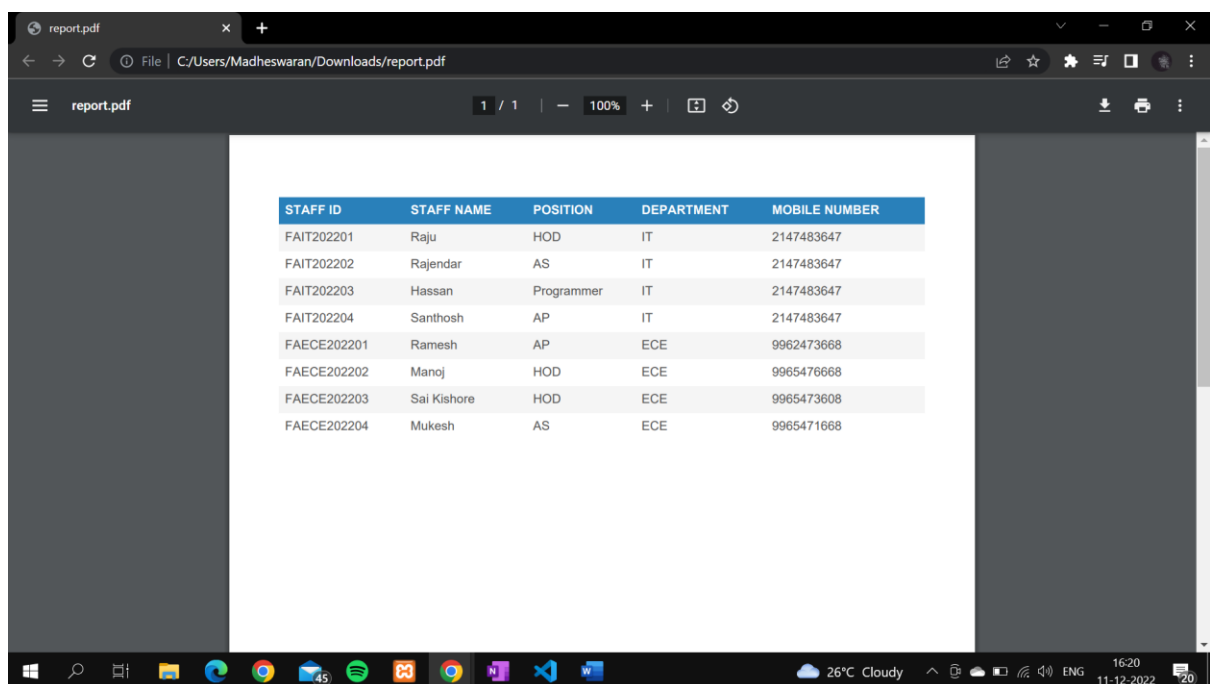 report.pdf
File | C:/Users/Madheswaran/Downloads/report.pdf
report.pdf 1 / 1 | − 100% + |
STAFF ID STAFF NAME POSITION DEPARTMENT MOBILE NUMBER
FAIT202201 Raju HOD IT 2147483647
FAIT202202 Rajendar AS IT 2147483647
FAIT202203 Hassan Programmer IT 2147483647
FAIT202204 Santhosh AP IT 2147483647
FAECE202201 Ramesh AP ECE 9962473668
FAECE202202 Manoj HOD ECE 9965476668
FAECE202203 Sai Kishore HOD ECE 9965473608
FAECE202204 Mukesh AS ECE 9965471668
45 26°C Cloudy ENG 16:20
11-12-2022 20